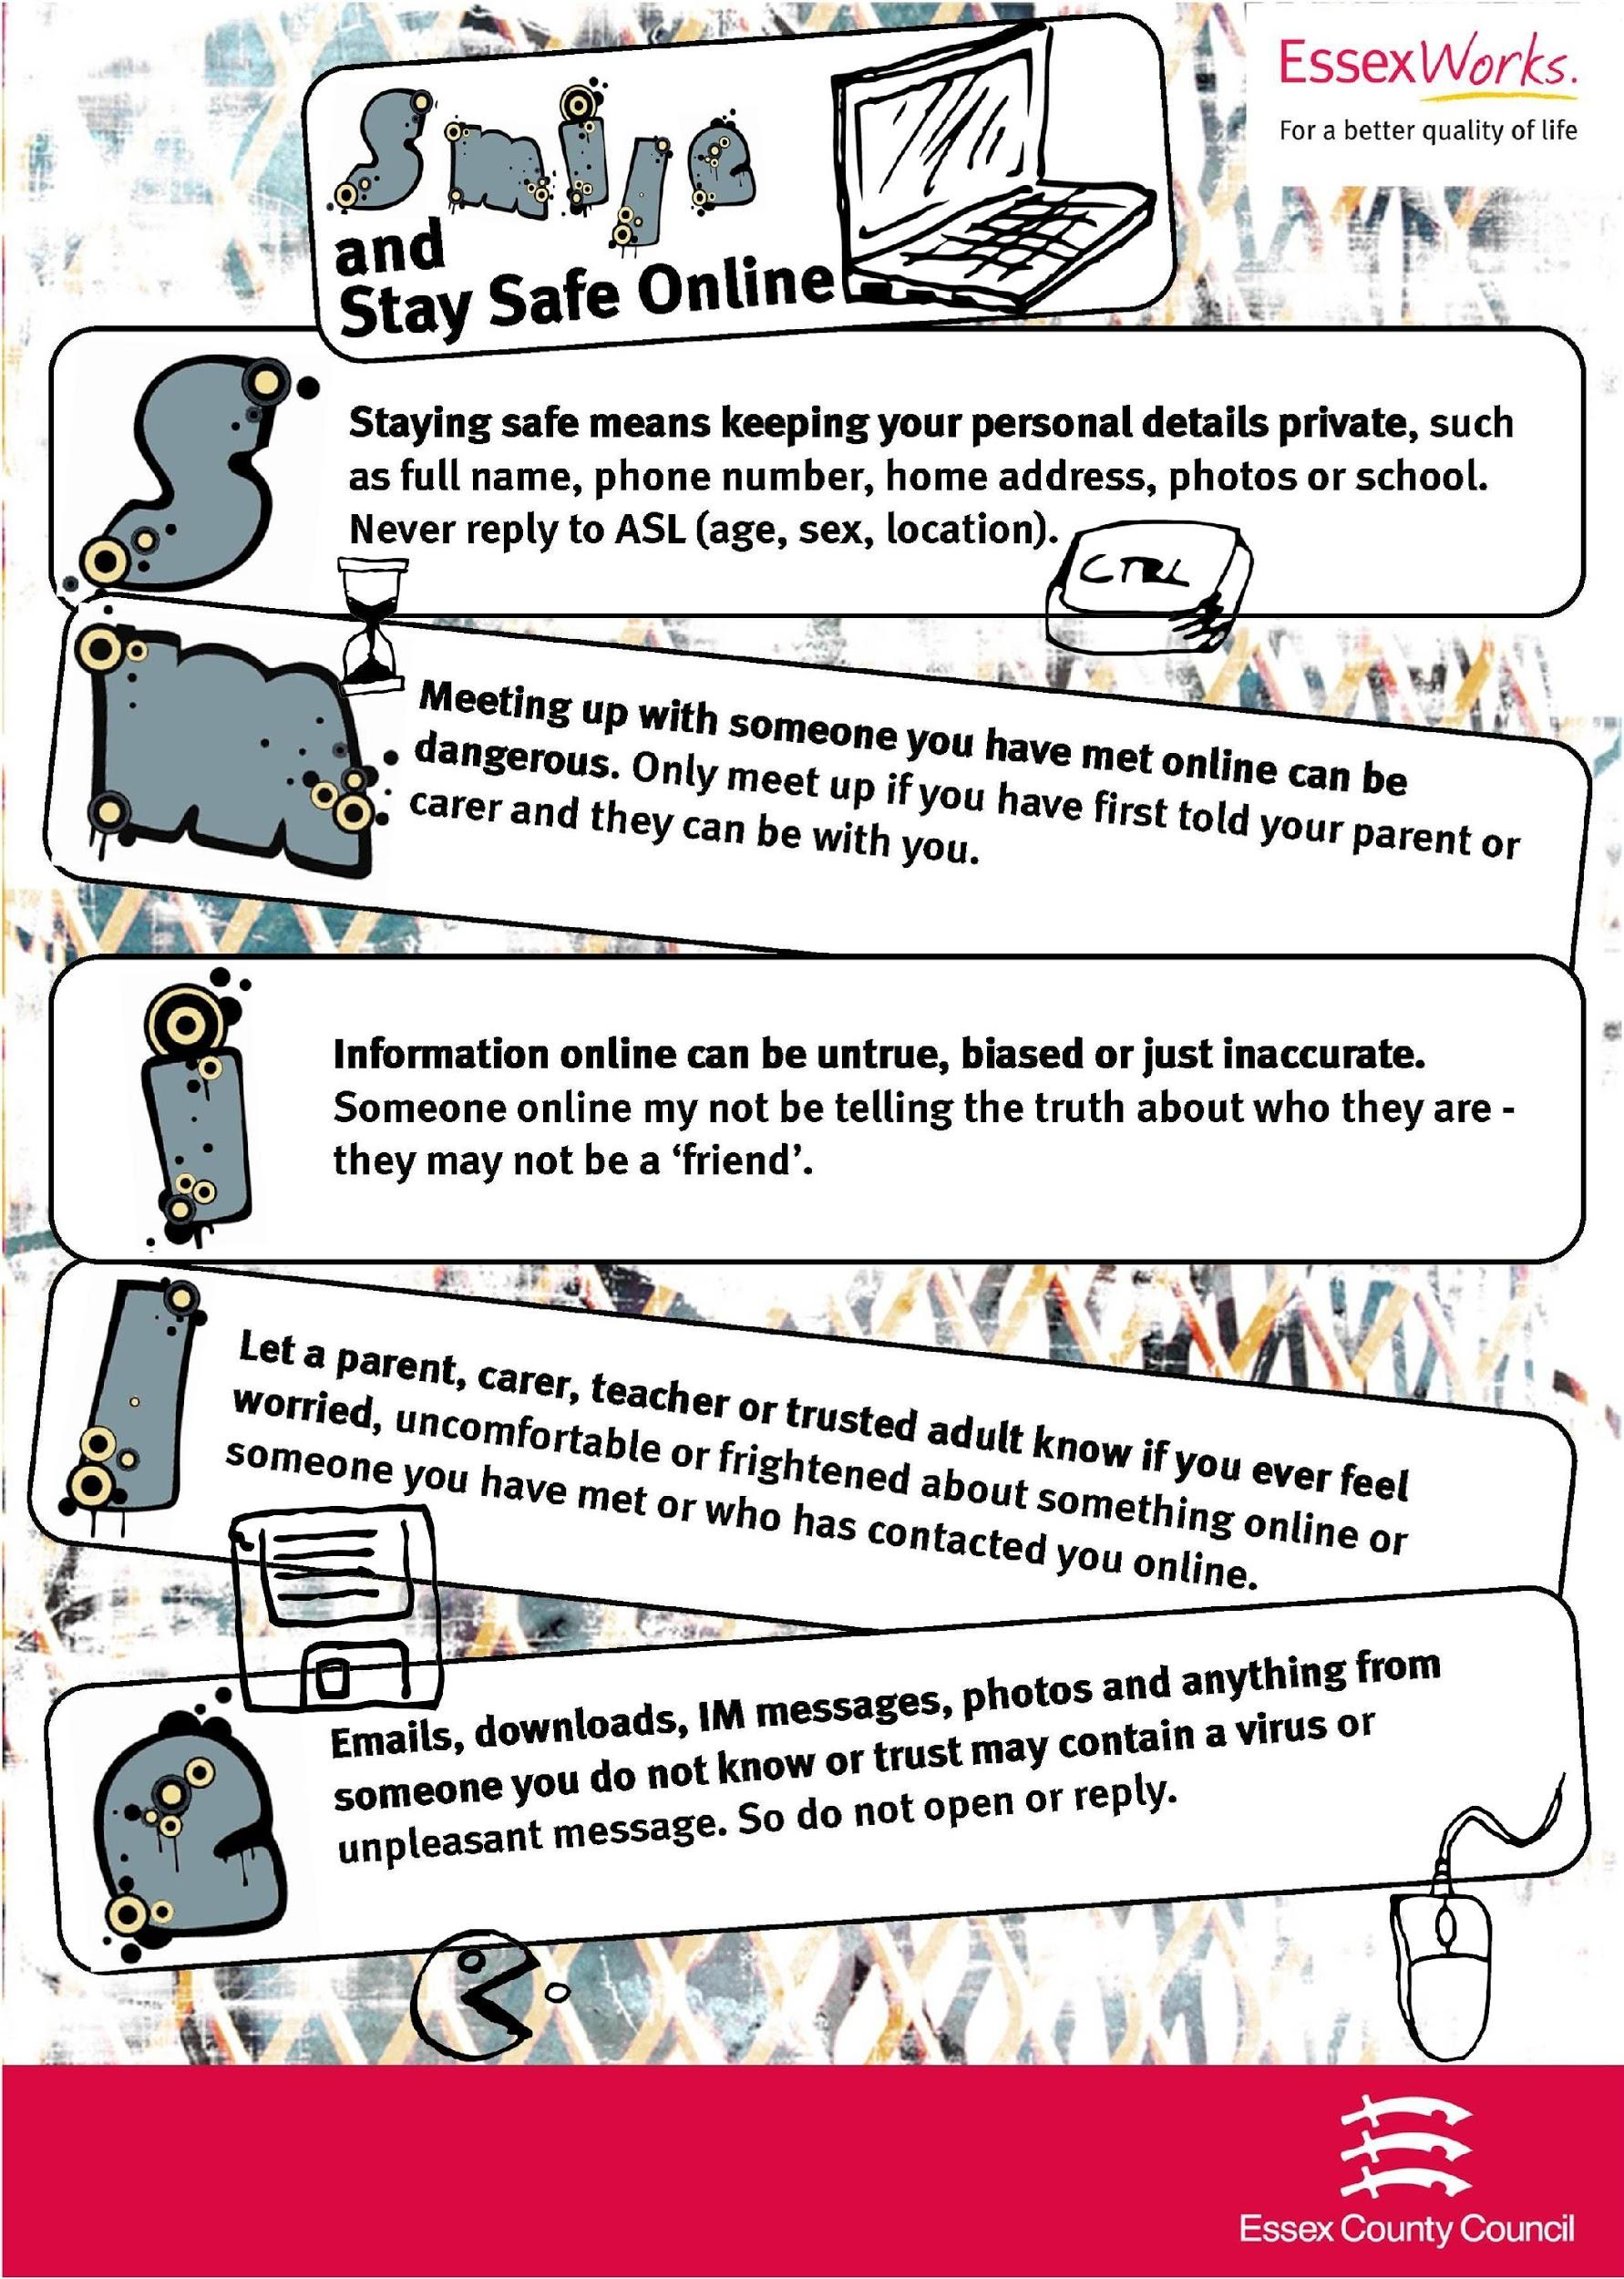 EssexWorks.
For a better quality of life
Smile
and
Stay Safe Online
S
Staying safe means keeping your personal details private, such
as full name, phone number, home address, photos or school.
Never reply to ASL (age, sex, location).
CTRL
m
Meeting up with someone you have met online can be
dangerous. Only meet up if you have first told your parent or
carer and they can be with you.
i
Information online can be untrue, biased or just inaccurate.
Someone online my not be telling the truth about who they are -
they may not be a ‘friend’.
l
Let a parent, carer, teacher or trusted adult know if you ever feel
worried, uncomfortable or frightened about something online or
someone you have met or who has contacted you online.
e
Emails, downloads, IM messages, photos and anything from
someone you do not know or trust may contain a virus or
unpleasant message. So do not open or reply.
Essex County Council